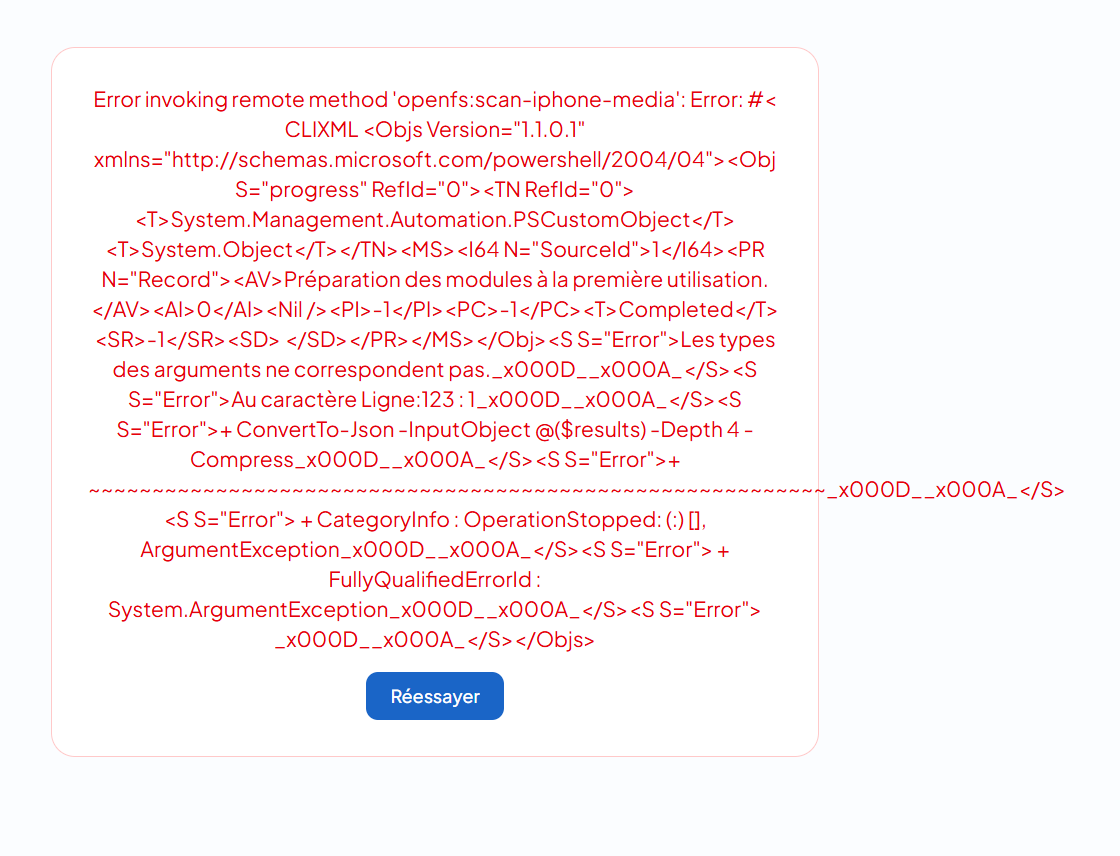 Error invoking remote method 'openfs:scan-iphone-media': Error: #<
CLIXML <Objs Version="1.1.0.1"
xmlns="http://schemas.microsoft.com/powershell/2004/04"><Obj
S="progress" RefId="0"><TN RefId="0">
<T>System.Management.Automation.PSCustomObject</T>
<T>System.Object</T></TN><MS><I64 N="SourceId">1</I64><PR
N="Record"><AV>Préparation des modules à la première utilisation.
</AV><AI>0</AI><Nil /><PI>-1</PI><PC>-1</PC><T>Completed</T>
<SR>-1</SR><SD> </SD></PR></MS></Obj><S S="Error">Les types
des arguments ne correspondent pas._x000D__x000A_</S><S
S="Error">Au caractère Ligne:123 : 1_x000D__x000A_</S><S
S="Error">+ ConvertTo-Json -InputObject @($results) -Depth 4 -
Compress_x000D__x000A_</S><S S="Error">+
~~~~~~~~~~~~~~~~~~~~~~~~~~~~~~~~~~~~~~~~~~~~~~~~~~~~~~~~~~_x000D__x000A_</S>
<S S="Error"> + CategoryInfo : OperationStopped: (:) [],
ArgumentException_x000D__x000A_</S><S S="Error"> +
FullyQualifiedErrorId :
System.ArgumentException_x000D__x000A_</S><S S="Error">
_x000D__x000A_</S></Objs>
Réessayer